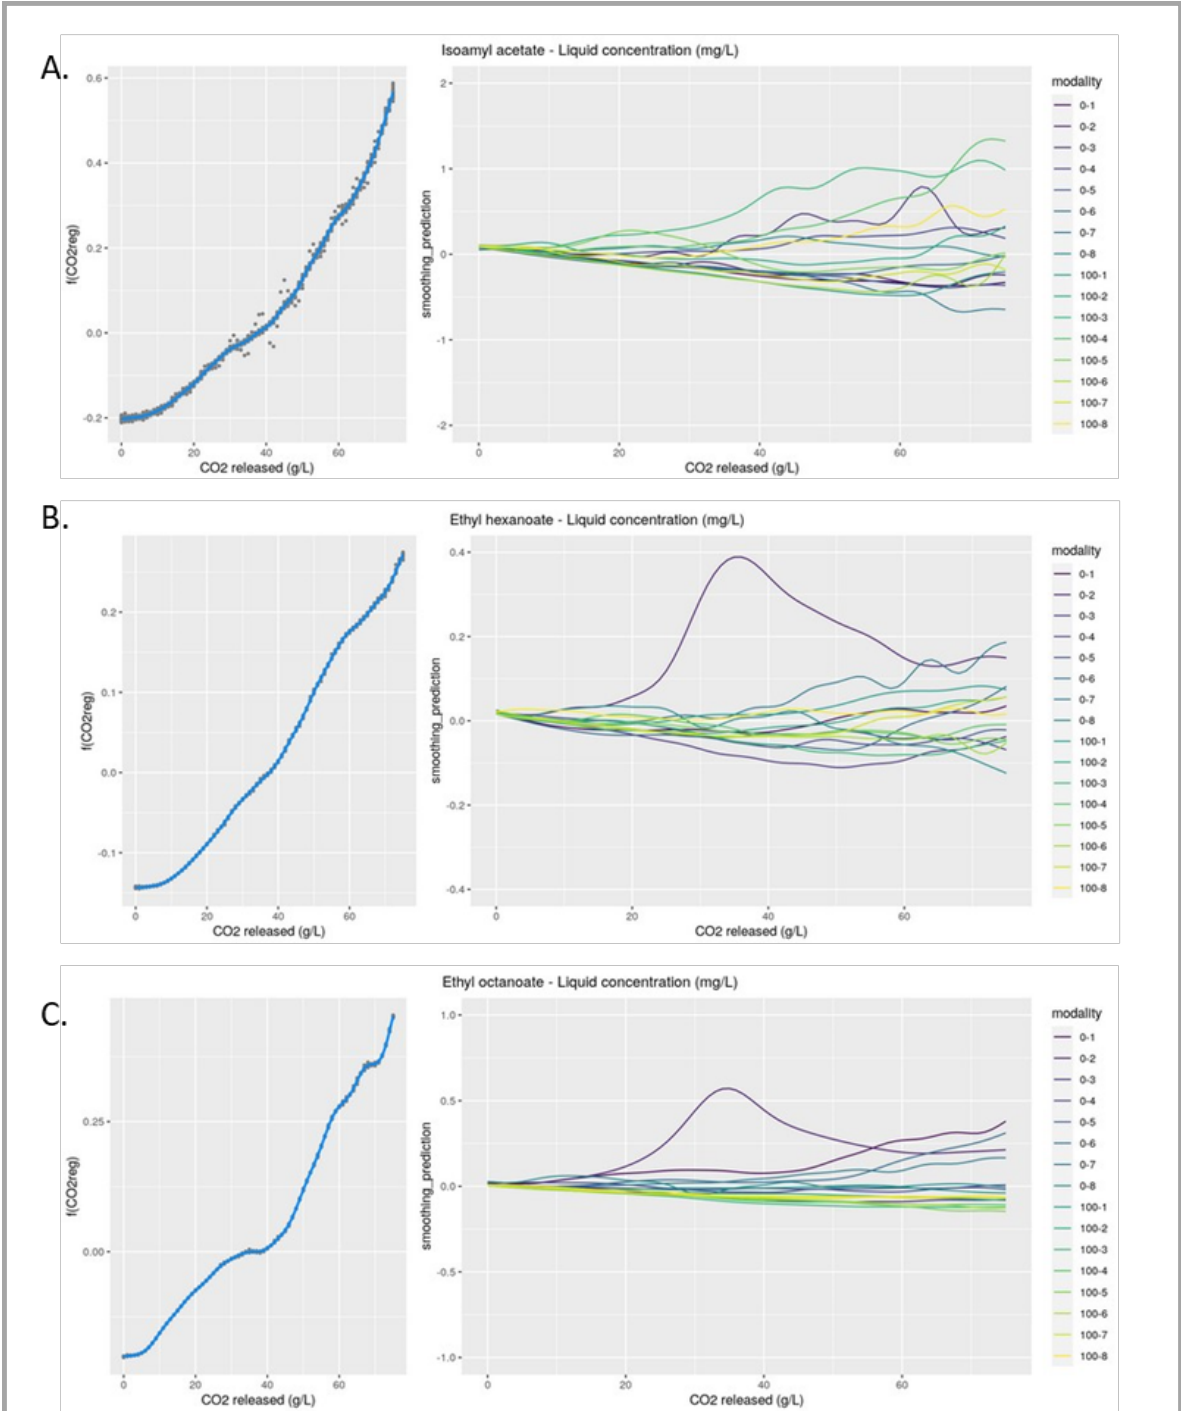 A.
Isoamyl acetate - Liquid concentration (mg/L)
f(CO2reg)
0.6
0.4
0.2
0.0
-0.2
0 20 40 60
CO2 released (g/L)
smoothing_prediction
2
1
0
-1
-2
0 20 40 60
CO2 released (g/L)
modality
0-1
0-2
0-3
0-4
0-5
0-6
0-7
0-8
100-1
100-2
100-3
100-4
100-5
100-6
100-7
100-8
B.
Ethyl hexanoate - Liquid concentration (mg/L)
f(CO2reg)
0.2
0.1
0.0
-0.1
0 20 40 60
CO2 released (g/L)
smoothing_prediction
0.4
0.2
0.0
-0.2
-0.4
0 20 40 60
CO2 released (g/L)
modality
0-1
0-2
0-3
0-4
0-5
0-6
0-7
0-8
100-1
100-2
100-3
100-4
100-5
100-6
100-7
100-8
C.
Ethyl octanoate - Liquid concentration (mg/L)
f(CO2reg)
0.25
0.00
0 20 40 60
CO2 released (g/L)
smoothing_prediction
1.0
0.5
0.0
-0.5
-1.0
0 20 40 60
CO2 released (g/L)
modality
0-1
0-2
0-3
0-4
0-5
0-6
0-7
0-8
100-1
100-2
100-3
100-4
100-5
100-6
100-7
100-8